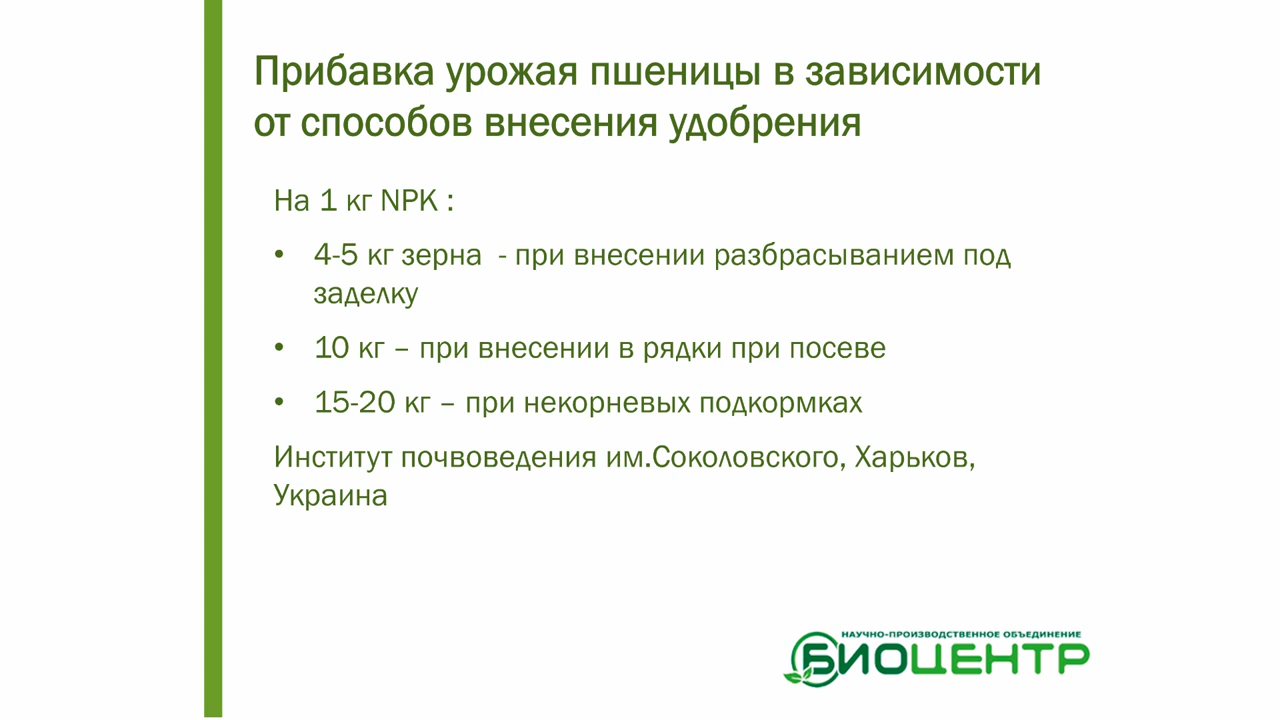 Прибавка урожая пшеницы в зависимости
от способов внесения удобрения
На 1 кг NPK :
• 4-5 кг зерна  - при внесении разбрасыванием под
заделку
• 10 кг – при внесении в рядки при посеве
• 15-20 кг – при некорневых подкормках
Институт почвоведения им.Соколовского, Харьков,
Украина
НАУЧНО-ПРОИЗВОДСТВЕННОЕ ОБЪЕДИНЕНИЕ
БИОЦЕНТР